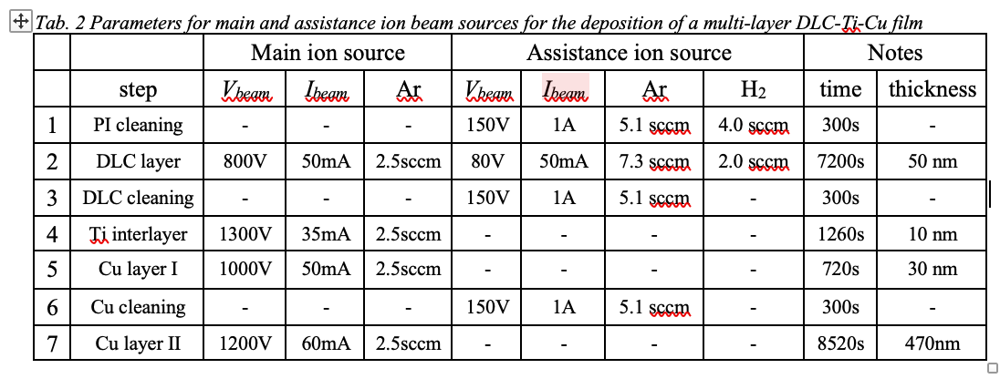 Tab. 2 Parameters for main and assistance ion beam sources for the deposition of a multi-layer DLC-Ti-Cu film
Main ion source Assistance ion source Notes
step Vbeam Ibeam Ar Vbeam Ibeam Ar H2 time thickness
1 PI cleaning - - - 150V 1A 5.1 sccm 4.0 sccm 300s -
2 DLC layer 800V 50mA 2.5sccm 80V 50mA 7.3 sccm 2.0 sccm 7200s 50 nm
3 DLC cleaning - - - 150V 1A 5.1 sccm - 300s -
4 Ti interlayer 1300V 35mA 2.5sccm - - - - 1260s 10 nm
5 Cu layer I 1000V 50mA 2.5sccm - - - - 720s 30 nm
6 Cu cleaning - - - 150V 1A 5.1 sccm - 300s -
7 Cu layer II 1200V 60mA 2.5sccm - - - - 8520s 470nm